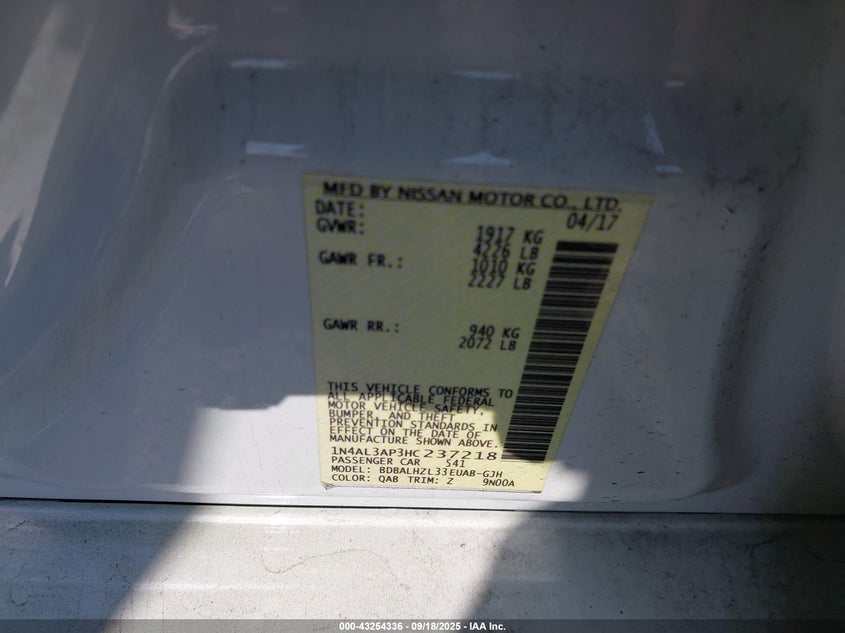 MFD BY NISSAN MOTOR CO., LTD.
DATE: 04/17
GVWR: 1917 KG
4226 LB
GAWR FR.: 1010 KG
2227 LB
GAWR RR.: 940 KG
2072 LB
THIS VEHICLE CONFORMS TO
ALL APPLICABLE FEDERAL
MOTOR VEHICLE SAFETY,
BUMPER, AND THEFT
PREVENTION STANDARDS IN
EFFECT ON THE DATE OF
MANUFACTURE SHOWN ABOVE.
1N4AL3AP3HC237218
PASSENGER CAR 541
MODEL: BDBALHZL33EUAB-GJH
COLOR: QAB TRIM: Z 9N00A
000-43254336 - 09/18/2025 - IAA Inc.